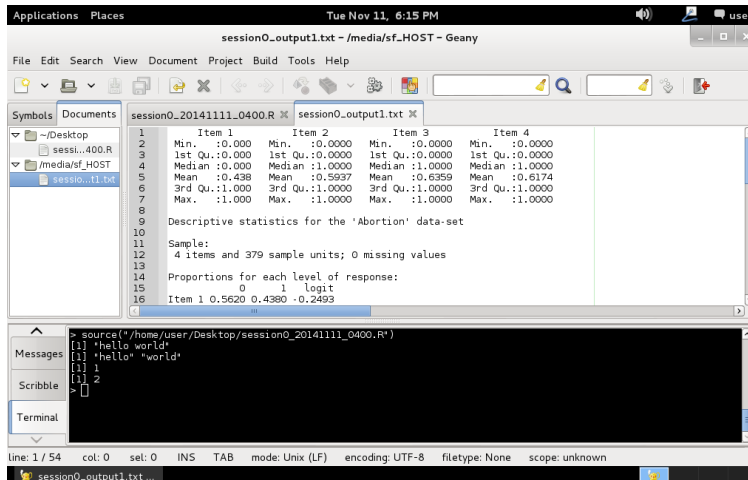 Applications Places Tue Nov 11, 6:15 PM use
session0_output1.txt - /media/sf_HOST - Geany
File Edit Search View Document Project Build Tools Help
Symbols Documents session0_20141111_0400.R session0_output1.txt
~/Desktop
sessi...400.R
/media/sf_HOST
sessio...t1.txt
1 Item 1 Item 2 Item 3 Item 4
2 Min. :0.000 Min. :0.0000 Min. :0.0000 Min. :0.0000
3 1st Qu.:0.000 1st Qu.:0.0000 1st Qu.:0.0000 1st Qu.:0.0000
4 Median :0.000 Median :1.0000 Median :1.0000 Median :1.0000
5 Mean :0.438 Mean :0.5937 Mean :0.6359 Mean :0.6174
6 3rd Qu.:1.000 3rd Qu.:1.0000 3rd Qu.:1.0000 3rd Qu.:1.0000
7 Max. :1.000 Max. :1.0000 Max. :1.0000 Max. :1.0000
8
9 Descriptive statistics for the 'Abortion' data-set
10
11 Sample:
12 4 items and 379 sample units; 0 missing values
13
14 Proportions for each level of response:
15 0 1 logit
16 Item 1 0.5620 0.4380 -0.2493
Messages
Scribble
Terminal
> source("/home/user/Desktop/session0_20141111_0400.R")
[1] "hello world"
[1] "hello" "world"
[1] 1
[1] 2
>
line: 1 / 54 col: 0 sel: 0 INS TAB mode: Unix (LF) encoding: UTF-8 filetype: None scope: unknown
session0_output1.txt ...